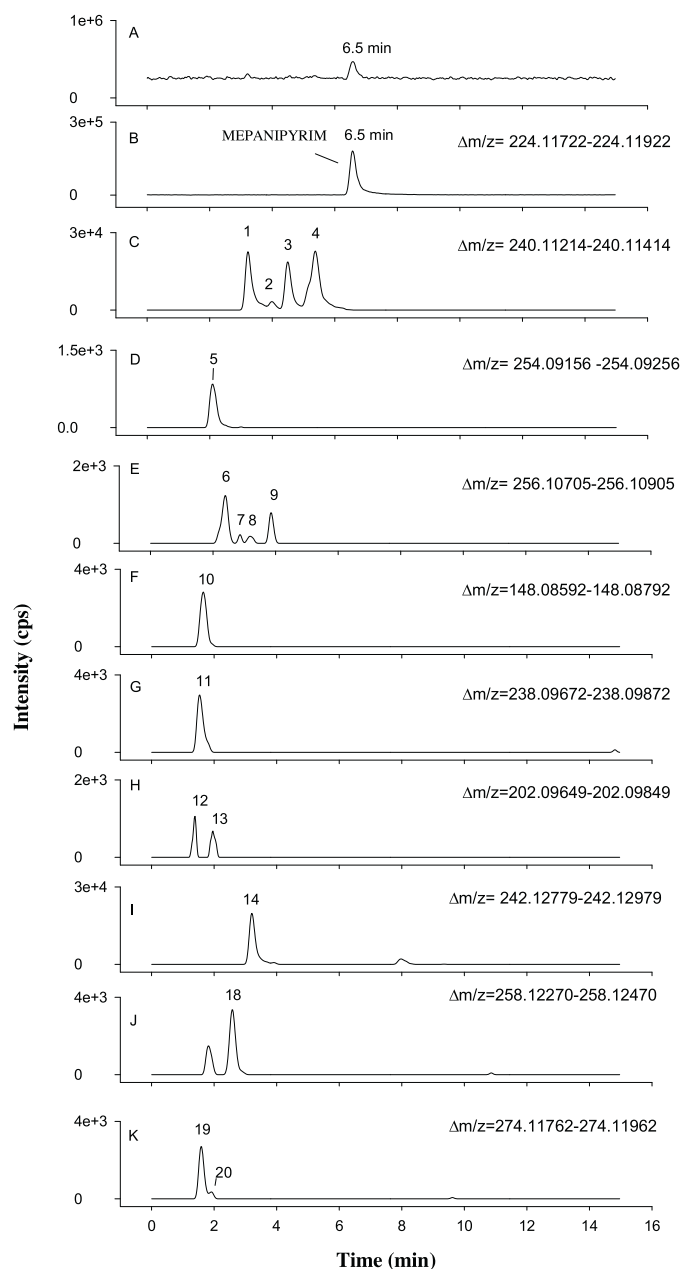 1e+6
A
6.5 min
0
3e+5
B
MEPANIPYRIM
6.5 min
Δm/z= 224.11722-224.11922
0
3e+4
C
1
2
3
4
Δm/z= 240.11214-240.11414
0
1.5e+3
D
5
Δm/z= 254.09156 -254.09256
0.0
2e+3
E
6
7 8
9
Δm/z= 256.10705-256.10905
0
4e+3
F
10
Δm/z=148.08592-148.08792
0
4e+3
G
11
Δm/z=238.09672-238.09872
0
2e+3
H
12
13
Δm/z=202.09649-202.09849
0
3e+4
I
14
Δm/z= 242.12779-242.12979
0
4e+3
J
18
Δm/z=258.12270-258.12470
0
4e+3
K
19
20
Δm/z=274.11762-274.11962
0
0 2 4 6 8 10 12 14 16
Time (min)
Intensity (cps)